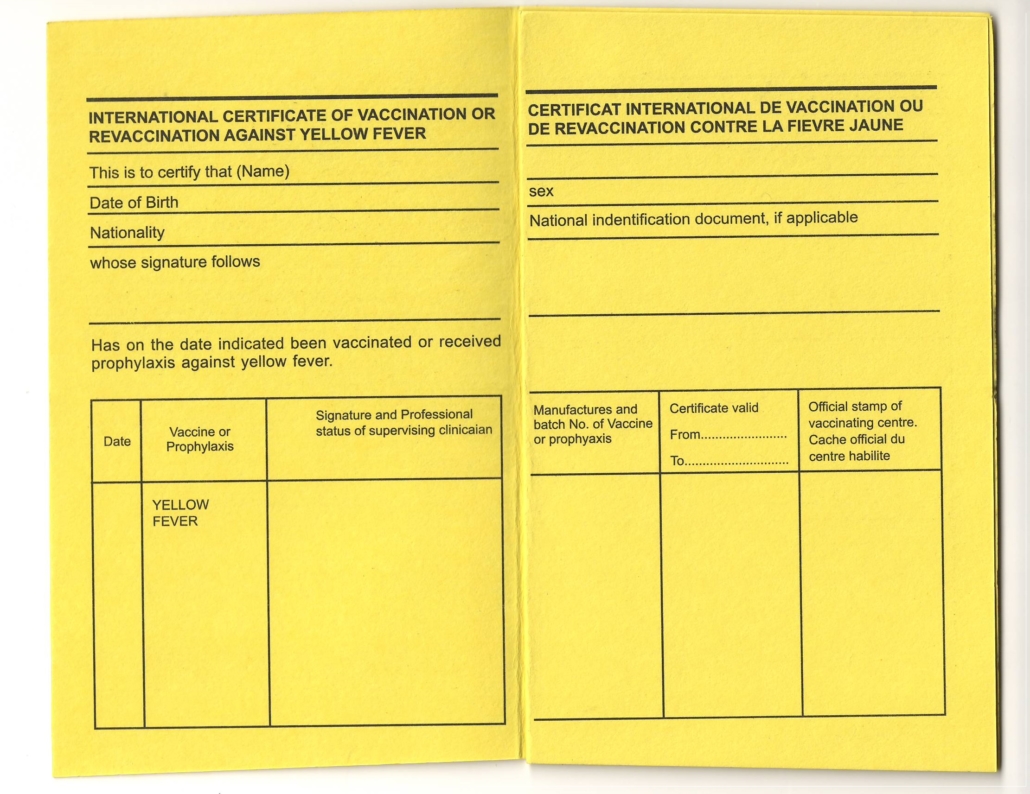 INTERNATIONAL CERTIFICATE OF VACCINATION OR
REVACCINATION AGAINST YELLOW FEVER
This is to certify that (Name)
Date of Birth
Nationality
whose signature follows
Has on the date indicated been vaccinated or received
prophylaxis against yellow fever.
Date
Vaccine or
Prophylaxis
Signature and Professional
status of supervising clinicaian
YELLOW
FEVER
CERTIFICAT INTERNATIONAL DE VACCINATION OU
DE REVACCINATION CONTRE LA FIEVRE JAUNE
sex
National indentification document, if applicable
Manufactures and
batch No. of Vaccine
or prophyaxis
Certificate valid
From........................
To.............................
Official stamp of
vaccinating centre.
Cache official du
centre habilite